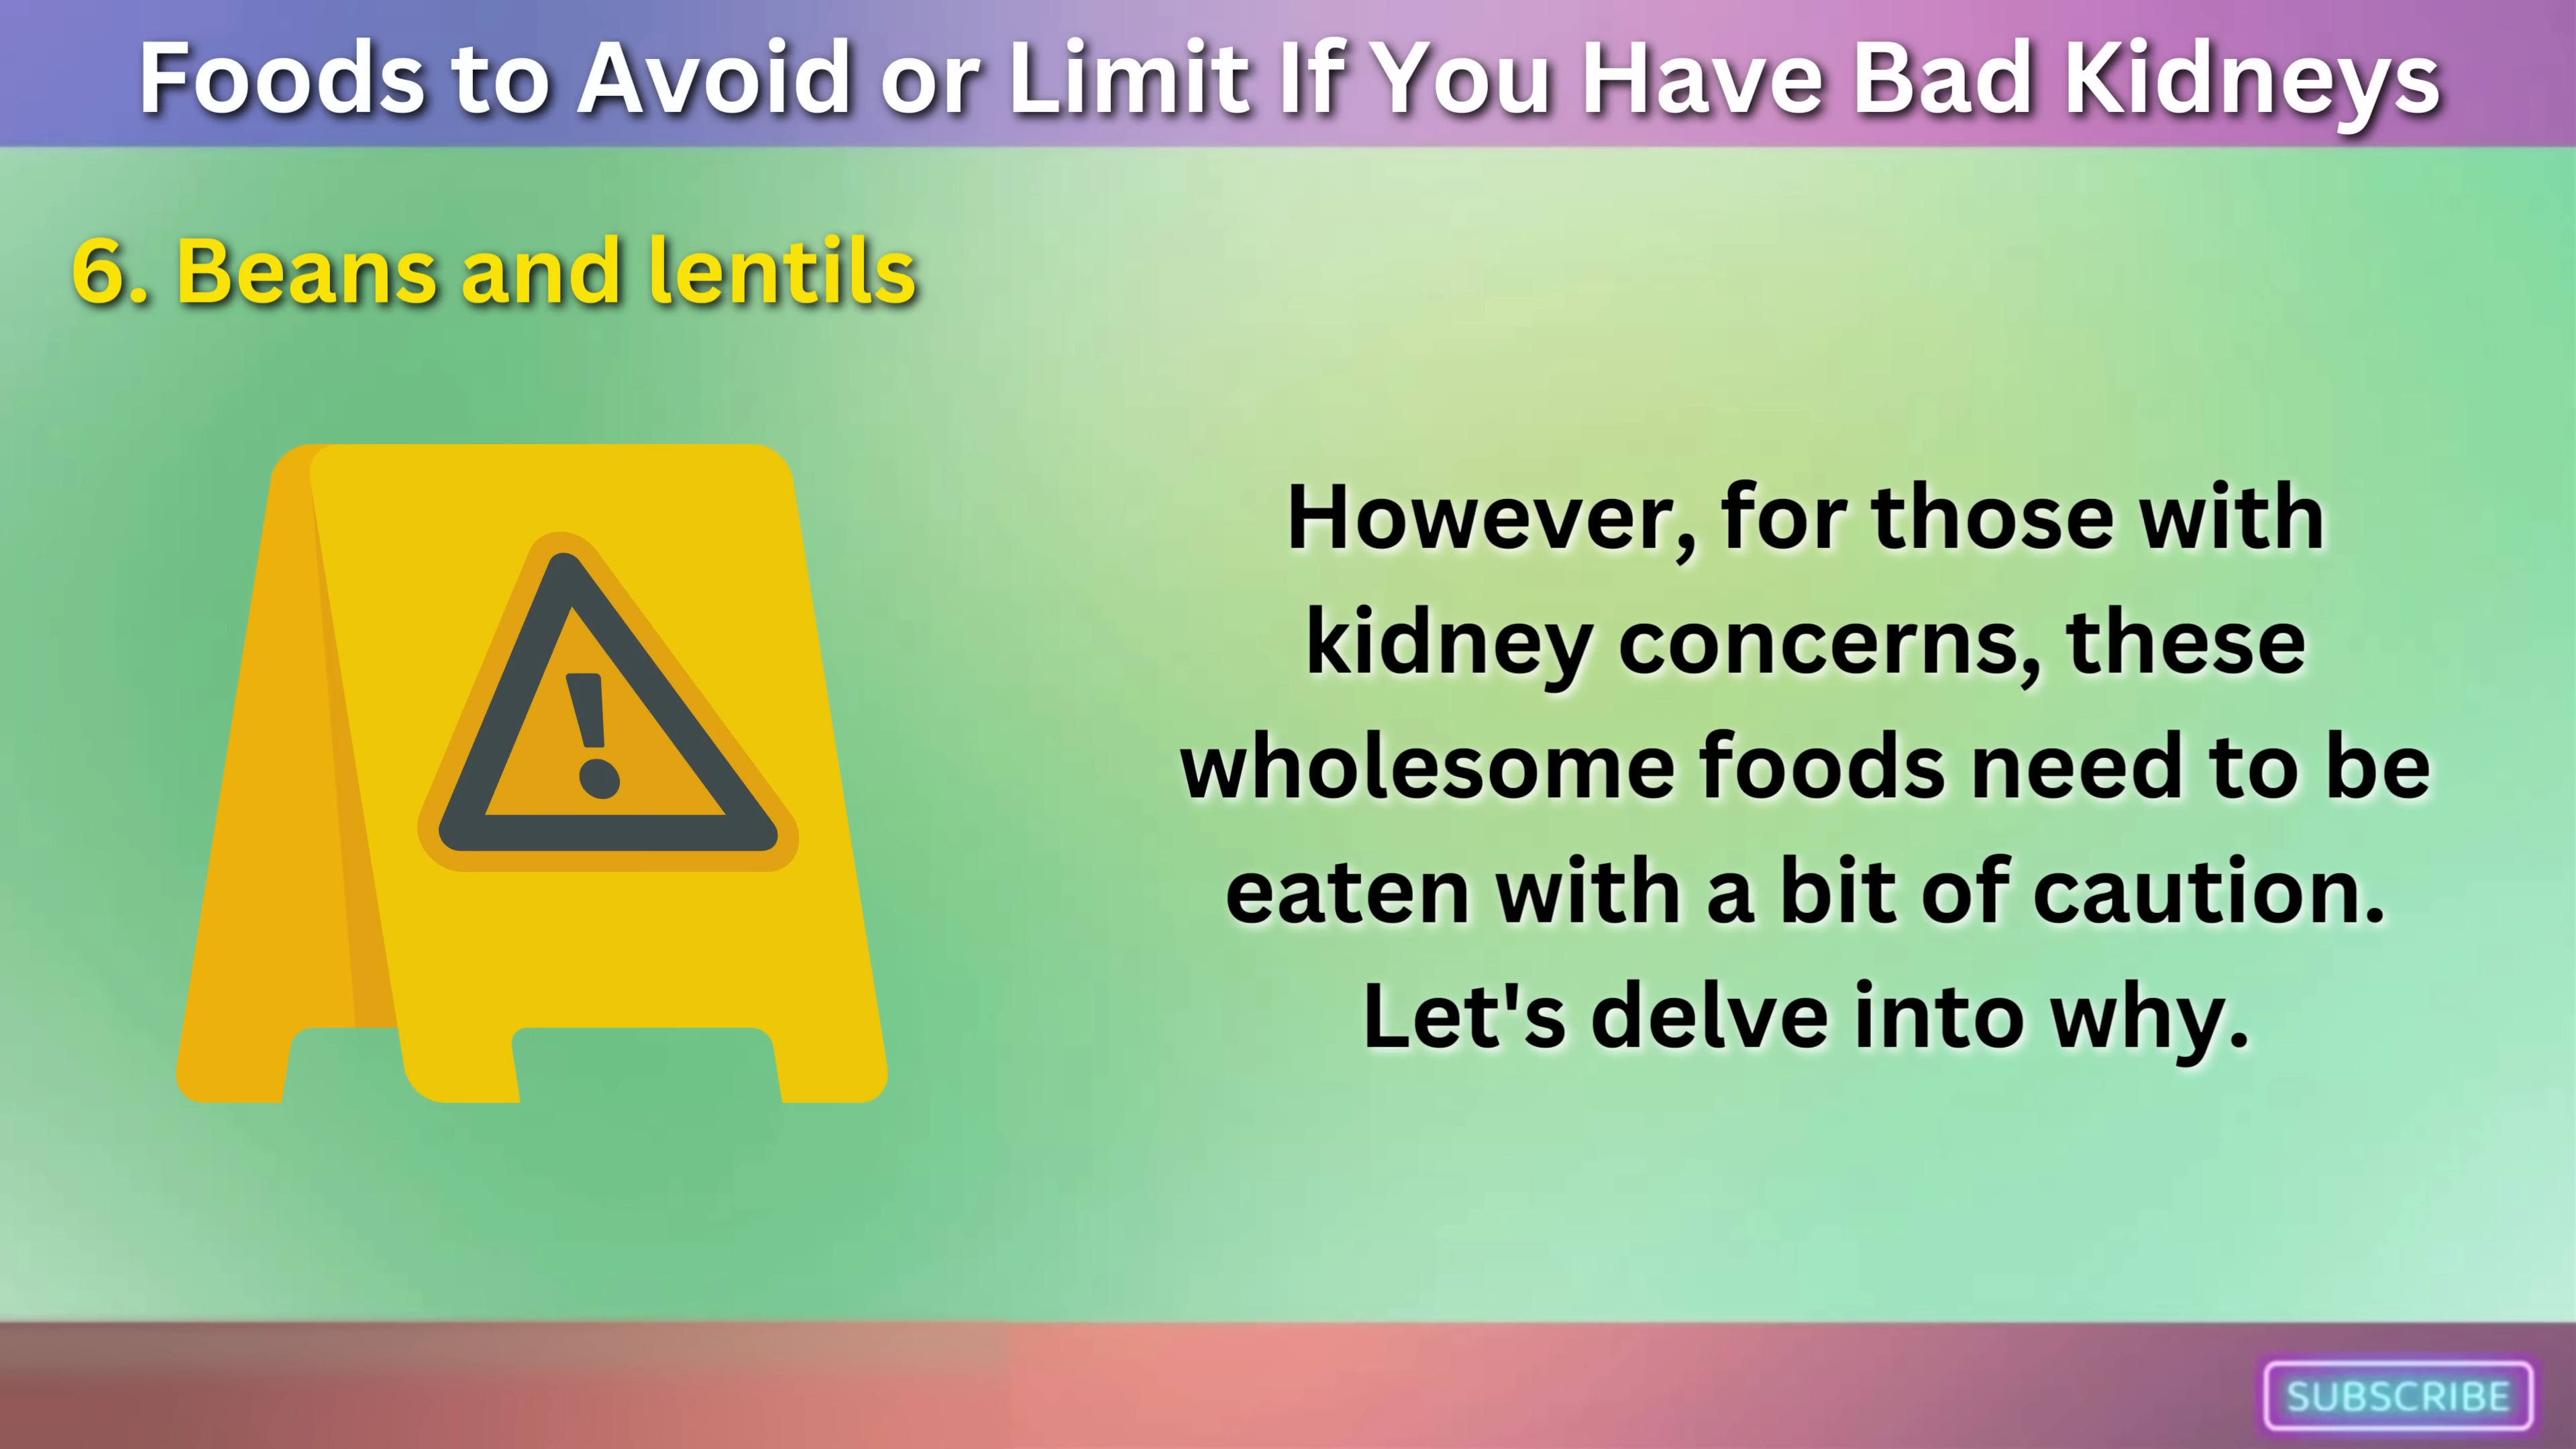 Foods to Avoid or Limit If You Have Bad Kidneys
6. Beans and lentils
!
However, for those with
kidney concerns, these
wholesome foods need to be
eaten with a bit of caution.
Let's delve into why.
SUBSCRIBE